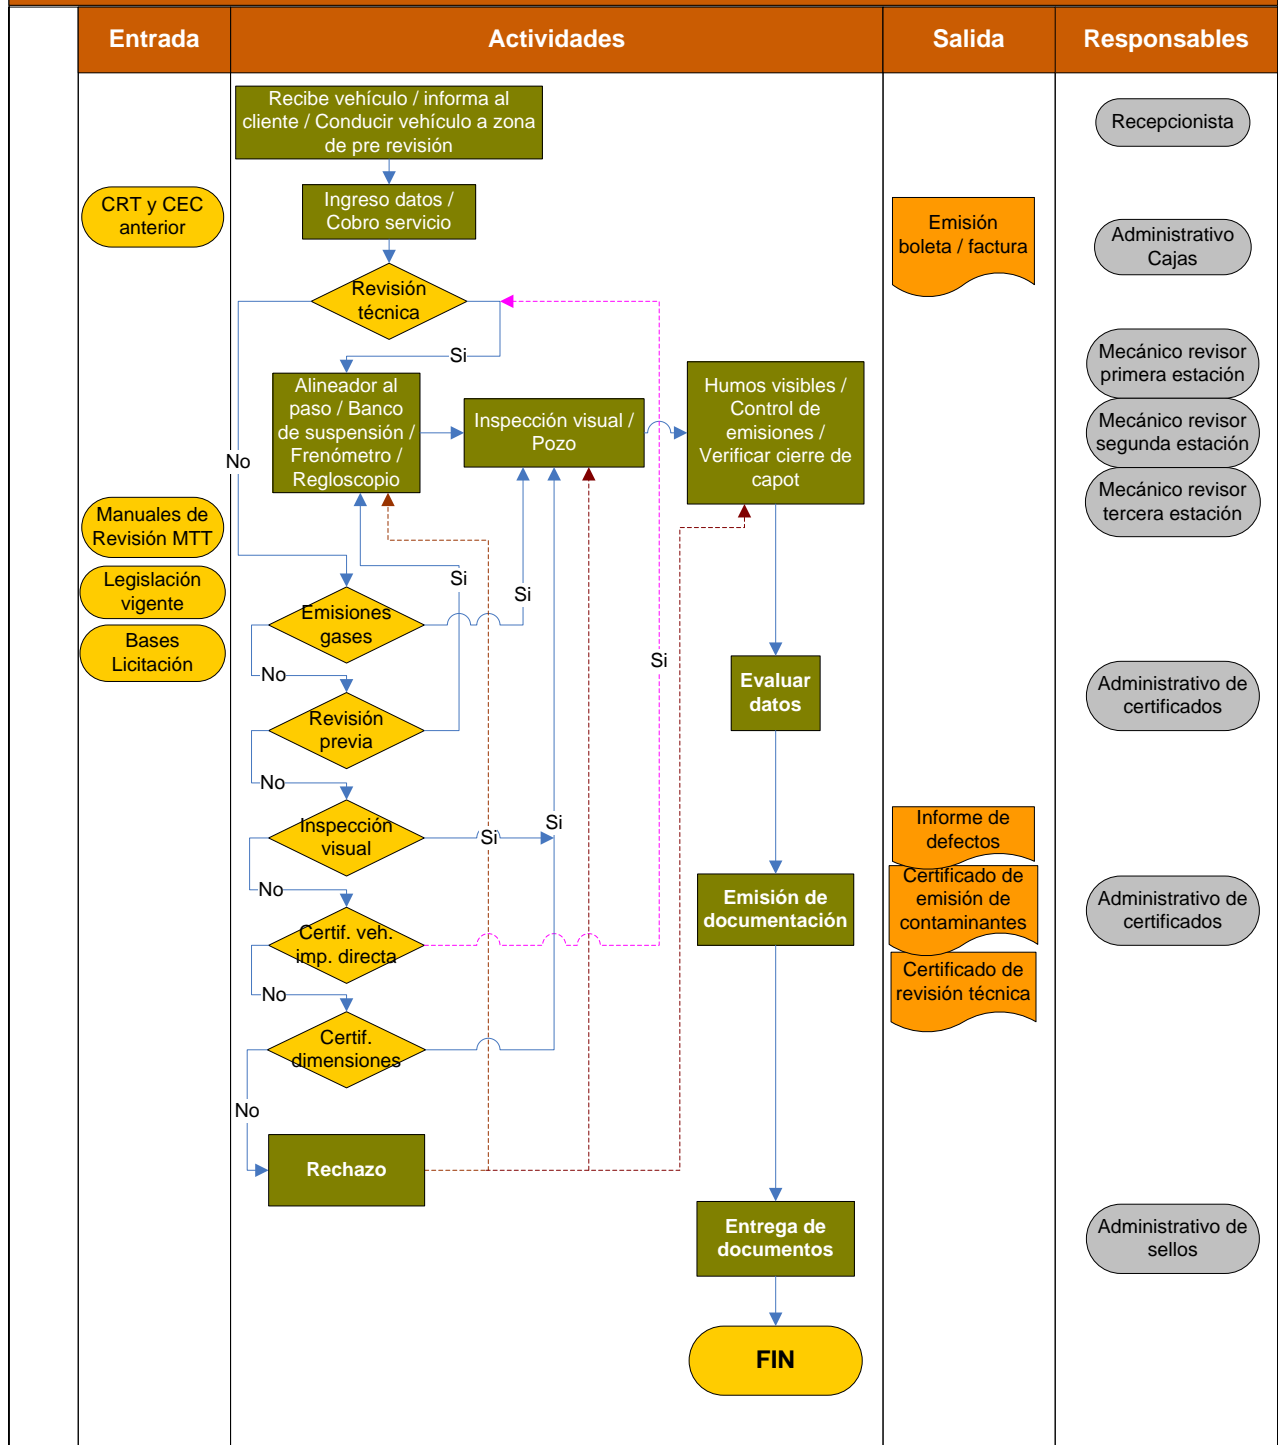 Entrada
Actividades
Salida
Responsables
Recibe vehículo / informa al
cliente / Conducir vehículo a zona
de pre revisión
Recepcionista
CRT y CEC
anterior
Ingreso datos /
Cobro servicio
Emisión
boleta / factura
Administrativo
Cajas
Revisión
técnica
Si
No
Alineador al
paso / Banco
de suspensión /
Frenómetro /
Regloscopio
Inspección visual /
Pozo
Humos visibles /
Control de
emisiones /
Verificar cierre de
capot
Mecánico revisor
primera estación
Mecánico revisor
segunda estación
Mecánico revisor
tercera estación
Manuales de
Revisión MTT
Legislación
vigente
Bases
Licitación
Si
Si
Emisiones
gases
No
Si
Evaluar
datos
Administrativo de
certificados
Revisión
previa
No
Inspección
visual
Si
Si
No
Informe de
defectos
Certificado de
emisión de
contaminantes
Certificado de
revisión técnica
Emisión de
documentación
Administrativo de
certificados
Certif. veh.
imp. directa
No
Certif.
dimensiones
No
Rechazo
Entrega de
documentos
Administrativo de
sellos
FIN